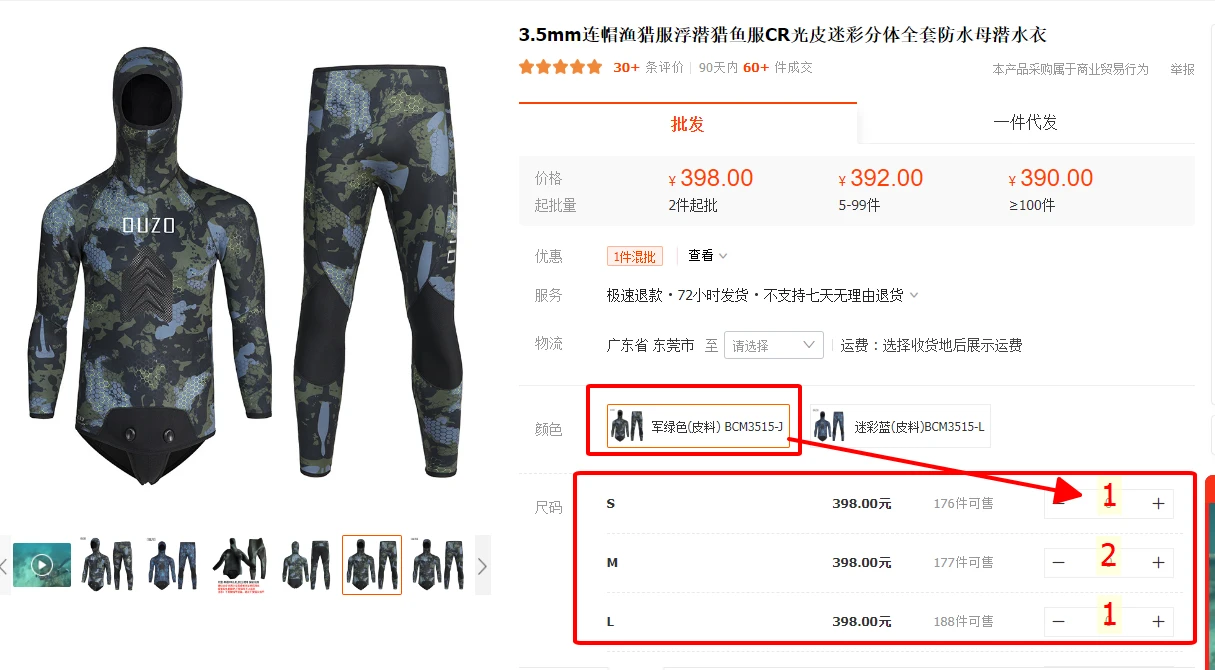 3.5mm连帽渔猎服浮潜猎鱼服CR光皮迷彩分体全套防水母潜水衣
30+ 条评价 90天内 60+ 件成交
本产品采购属于商业贸易行为 举报
批发
一件代发
价格 ¥398.00 ¥392.00 ¥390.00
起批量 2件起批 5-99件 ≥100件
优惠 1件混批 查看
服务 极速退款・72小时发货・不支持七天无理由退货
物流 广东省 东莞市 至 请选择 运费：选择收货地后展示运费
颜色 军绿色(皮料) BCM3515-J 迷彩蓝(皮料)BCM3515-L
尺码
S 398.00元 176件可售 − 1 +
M 398.00元 177件可售 − 2 +
L 398.00元 188件可售 − 1 +
OUZO